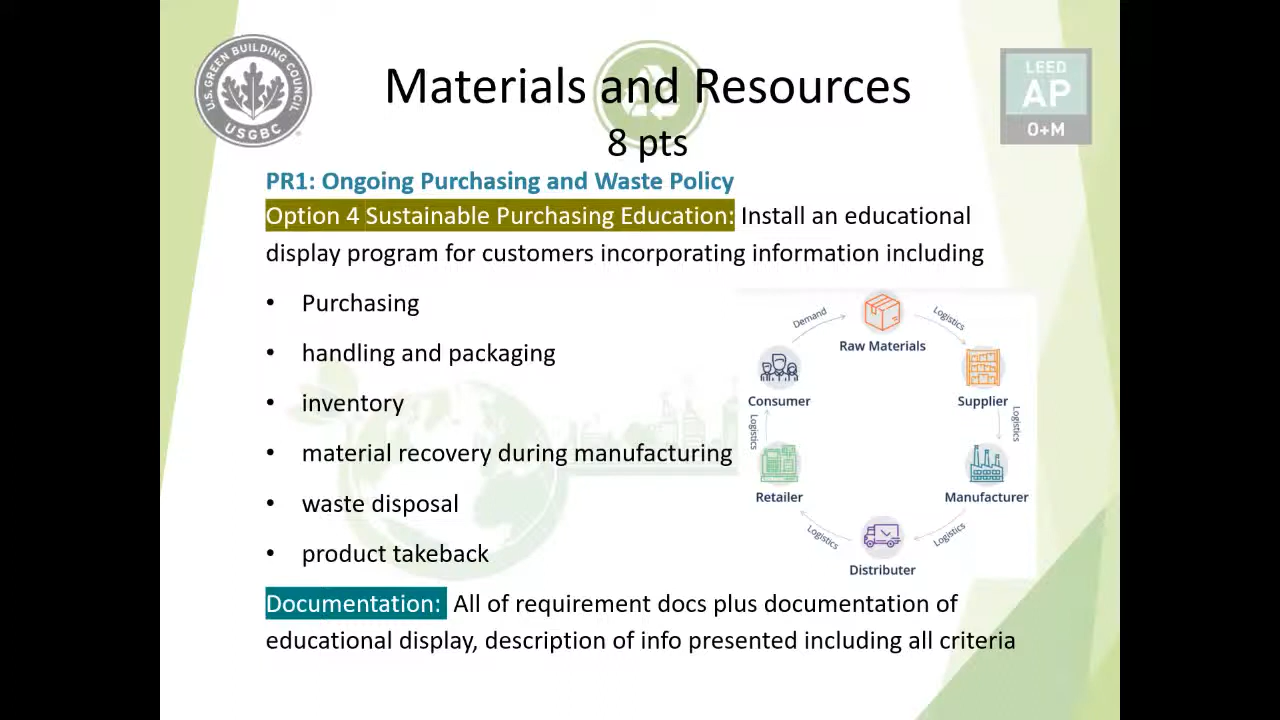 U.S. GREEN BUILDING COUNCIL
USGBC
LEED
AP
O+M
Materials and Resources
8 pts
PR1: Ongoing Purchasing and Waste Policy
Option 4 Sustainable Purchasing Education: Install an educational
display program for customers incorporating information including
• Purchasing
• handling and packaging
• inventory
• material recovery during manufacturing
• waste disposal
• product takeback
Demand
Raw Materials
Logistics
Consumer
Supplier
Logistics
Logistics
Retailer
Manufacturer
Logistics
Logistics
Distributer
Documentation: All of requirement docs plus documentation of
educational display, description of info presented including all criteria